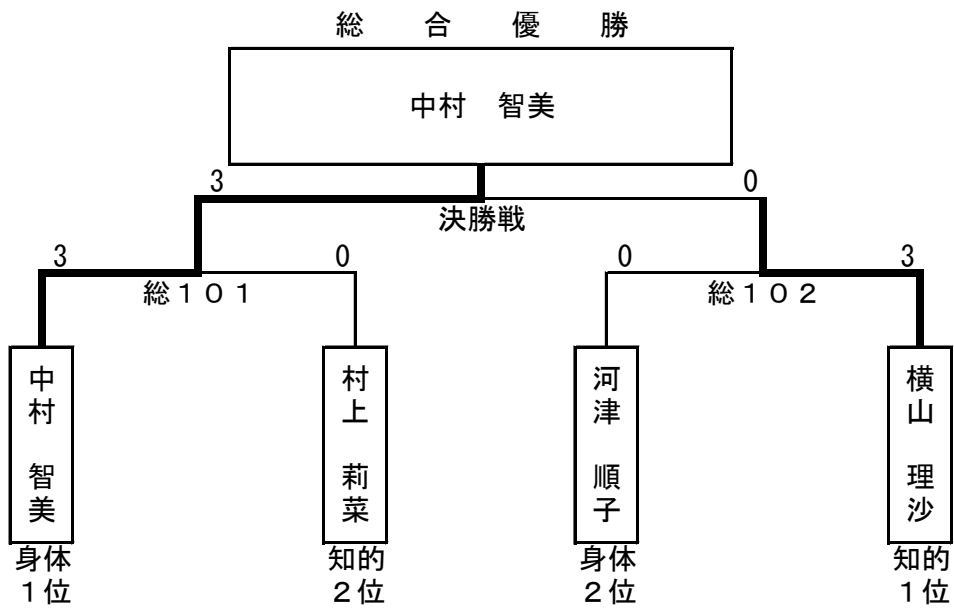 総　合　優　勝
中村　智美
3　0
決勝戦
3　0　0　3
総１０１　総１０２
中村　智美
村上　莉菜
河津　順子
横山　理沙
身体　知的　身体　知的
１位　２位　２位　１位